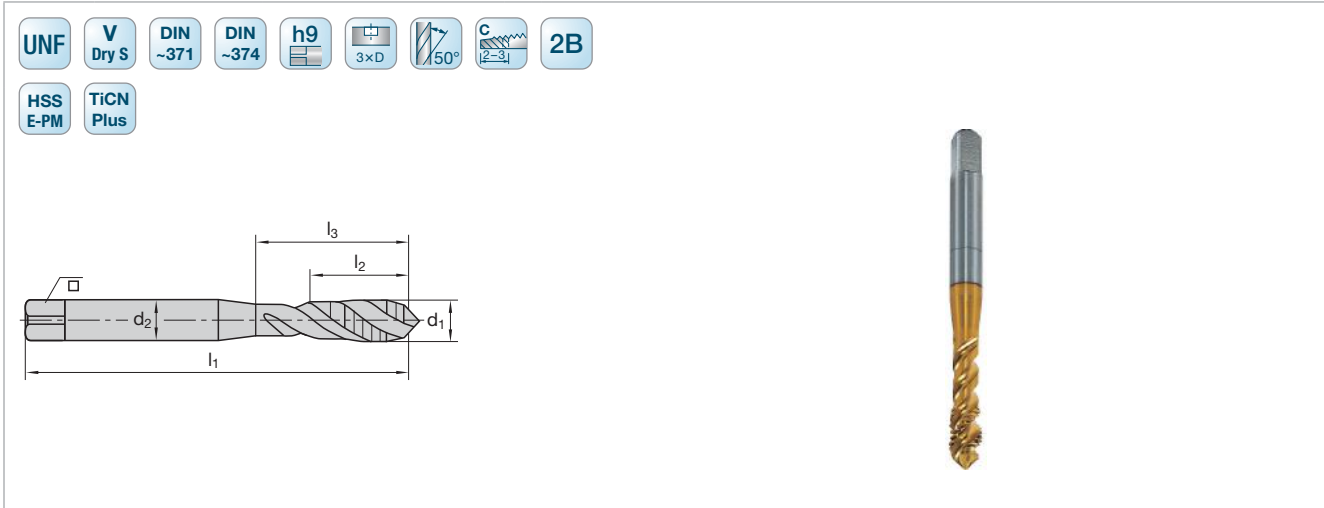 UNF
V
Dry S
DIN
~371
DIN
~374
h9
3×D
50°
C
2–3
2B
HSS
E-PM
TiCN
Plus
l₃
l₂
d₂
d₁
l₁